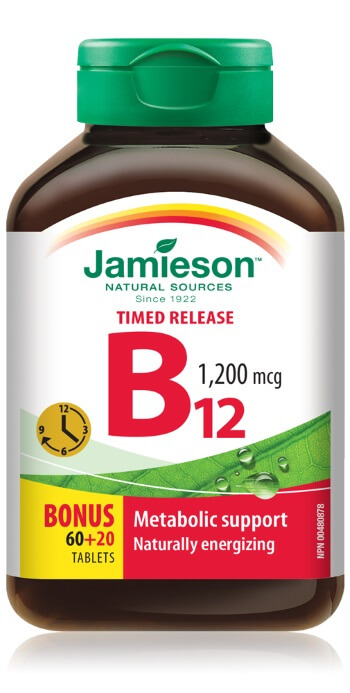 Jamieson™
NATURAL SOURCES
Since 1922
TIMED RELEASE
B12
1,200 mcg
12
9 3
6
BONUS
60+20
TABLETS
Metabolic support
Naturally energizing
NPN 00480878